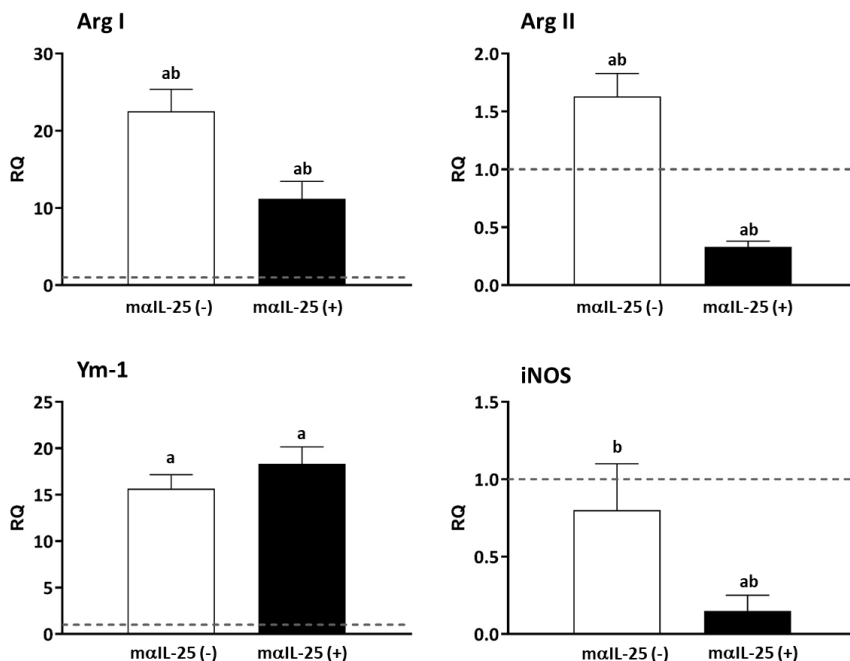 Arg I
30
20
10
0
RQ
ab
ab
mαIL-25 (-) mαIL-25 (+)
Arg II
2.0
1.5
1.0
0.5
0.0
RQ
ab
ab
mαIL-25 (-) mαIL-25 (+)
Ym-1
25
20
15
10
5
0
RQ
a
a
mαIL-25 (-) mαIL-25 (+)
iNOS
1.5
1.0
0.5
0.0
RQ
b
ab
mαIL-25 (-) mαIL-25 (+)